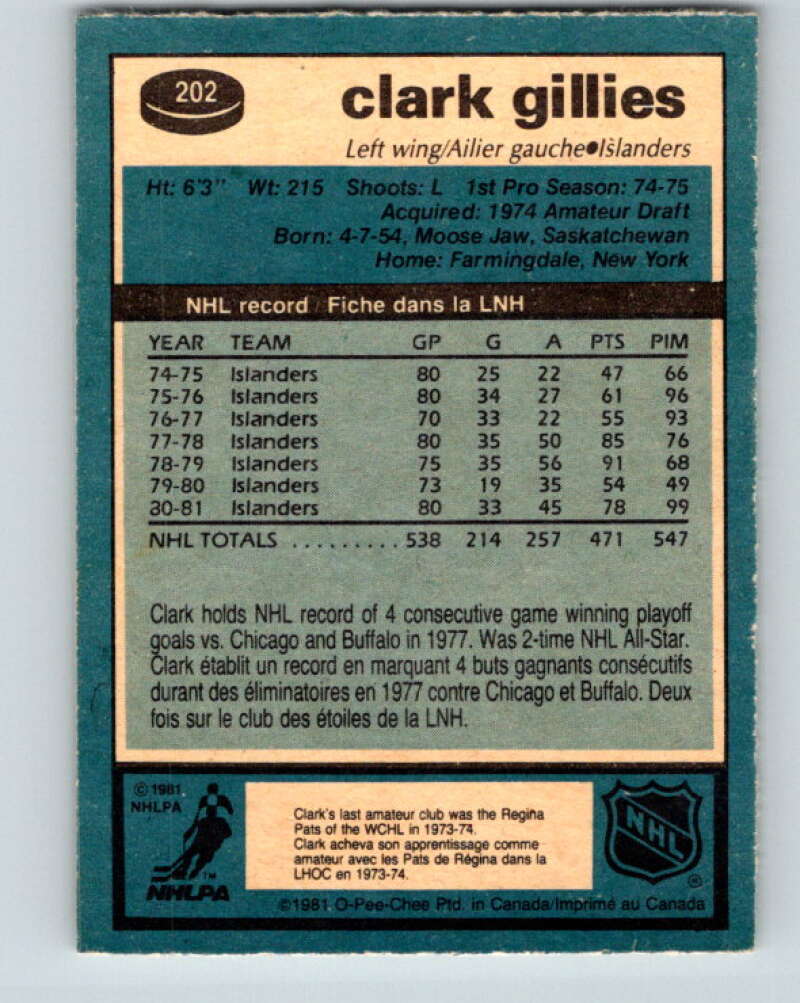 202
clark gillies
Left wing/Ailier gauche●Islanders
Ht: 6'3" Wt: 215 Shoots: L 1st Pro Season: 74-75
Acquired: 1974 Amateur Draft
Born: 4-7-54, Moose Jaw, Saskatchewan
Home: Farmingdale, New York
NHL record / Fiche dans la LNH
YEAR TEAM GP G A PTS PIM
74-75 Islanders 80 25 22 47 66
75-76 Islanders 80 34 27 61 96
76-77 Islanders 70 33 22 55 93
77-78 Islanders 80 35 50 85 76
78-79 Islanders 75 35 56 91 68
79-80 Islanders 73 19 35 54 49
80-81 Islanders 80 33 45 78 99
NHL TOTALS .......... 538 214 257 471 547
Clark holds NHL record of 4 consecutive game winning playoff
goals vs. Chicago and Buffalo in 1977. Was 2-time NHL All-Star.
Clark établit un record en marquant 4 buts gagnants consécutifs
durant des éliminatoires en 1977 contre Chicago et Buffalo. Deux
fois sur le club des étoiles de la LNH.
© 1981
NHLPA
TM
NHLPA
Clark's last amateur club was the Regina
Pats of the WCHL in 1973-74.
Clark acheva son apprentissage comme
amateur avec les Pats de Régina dans la
LHOC en 1973-74.
NHL
®
©1981 O-Pee-Chee Ptd. in Canada/Imprimé au Canada